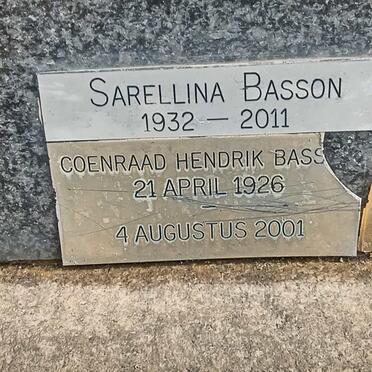 SARELLINA BASSON
1932 — 2011
COENRAAD HENDRIK BASS
21 APRIL 1926
–
4 AUGUSTUS 2001